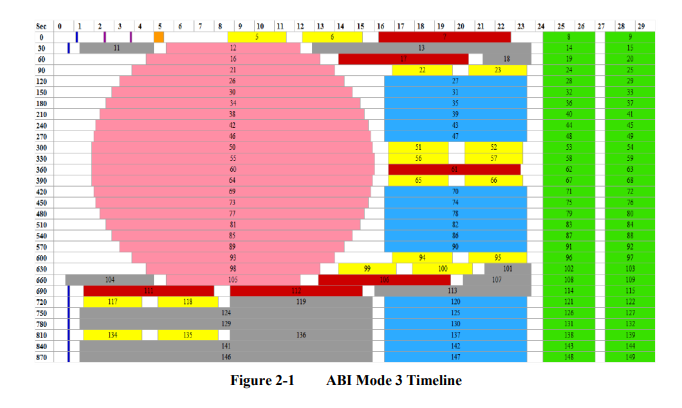 Sec 0 1 2 3 4 5 6 7 8 9 10 11 12 13 14 15 16 17 18 19 20 21 22 23 24 25 26 27 28 29
0 5 6 7 8 9
30 11 12 13 14 15
60 16 17 18 19 20
90 21 22 23 24 25
120 26 27 28 29
150 30 31 32 33
180 34 35 36 37
210 38 39 40 41
240 42 43 44 45
270 46 47 48 49
300 50 51 52 53 54
330 55 56 57 58 59
360 60 61 62 63
390 64 65 66 67 68
420 69 70 71 72
450 73 74 75 76
480 77 78 79 80
510 81 82 83 84
540 85 86 87 88
570 89 90 91 92
600 93 94 95 96 97
630 98 99 100 101 102 103
660 104 105 106 107 108 109
690 111 112 113 114 115
720 117 118 119 120 121 122
750 124 125 126 127
780 129 130 131 132
810 134 135 136 137 138 139
840 141 142 143 144
870 146 147 148 149
Figure 2-1 ABI Mode 3 Timeline